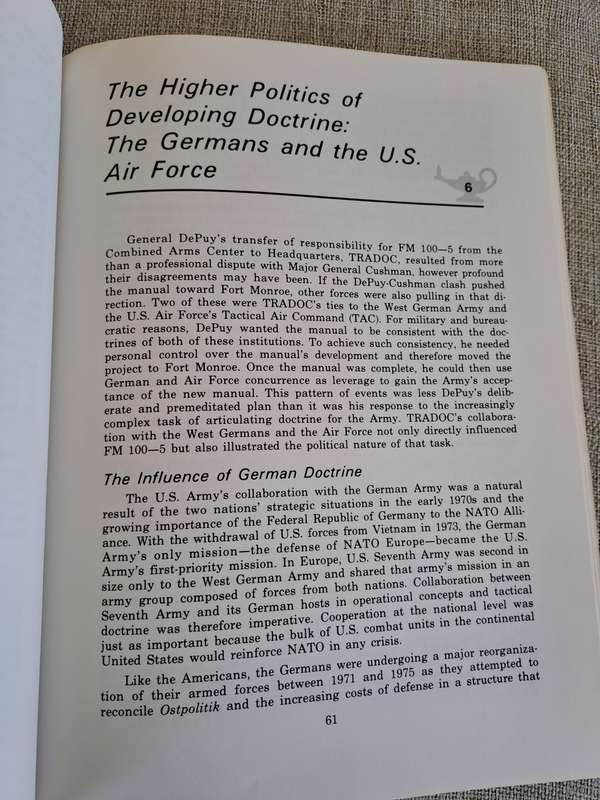 The Higher Politics of
Developing Doctrine:
The Germans and the U.S.
Air Force
6
General DePuy's transfer of responsibility for FM 100—5 from the
Combined Arms Center to Headquarters, TRADOC, resulted from more
than a professional dispute with Major General Cushman, however profound
their disagreements may have been. If the DePuy-Cushman clash pushed
the manual toward Fort Monroe, other forces were also pulling in that di-
rection. Two of these were TRADOC's ties to the West German Army and
the U.S. Air Force's Tactical Air Command (TAC). For military and bureau-
cratic reasons, DePuy wanted the manual to be consistent with the doc-
trines of both of these institutions. To achieve such consistency, he needed
personal control over the manual's development and therefore moved the
project to Fort Monroe. Once the manual was complete, he could then use
German and Air Force concurrence as leverage to gain the Army's accep-
tance of the new manual. This pattern of events was less DePuy's delib-
erate and premeditated plan than it was his response to the increasingly
complex task of articulating doctrine for the Army. TRADOC's collabora-
tion with the West Germans and the Air Force not only directly influenced
FM 100—5 but also illustrated the political nature of that task.
The Influence of German Doctrine
The U.S. Army's collaboration with the German Army was a natural
result of the two nations' strategic situations in the early 1970s and the
growing importance of the Federal Republic of Germany to the NATO Alli-
ance. With the withdrawal of U.S. forces from Vietnam in 1973, the German
Army's only mission—the defense of NATO Europe—became the U.S.
Army's first-priority mission. In Europe, U.S. Seventh Army was second in
size only to the West German Army and shared that army's mission in an
army group composed of forces from both nations. Collaboration between
Seventh Army and its German hosts in operational concepts and tactical
doctrine was therefore imperative. Cooperation at the national level was
just as important because the bulk of U.S. combat units in the continental
United States would reinforce NATO in any crisis.
Like the Americans, the Germans were undergoing a major reorganiza-
tion of their armed forces between 1971 and 1975 as they attempted to
reconcile Ostpolitik and the increasing costs of defense in a structure that
61